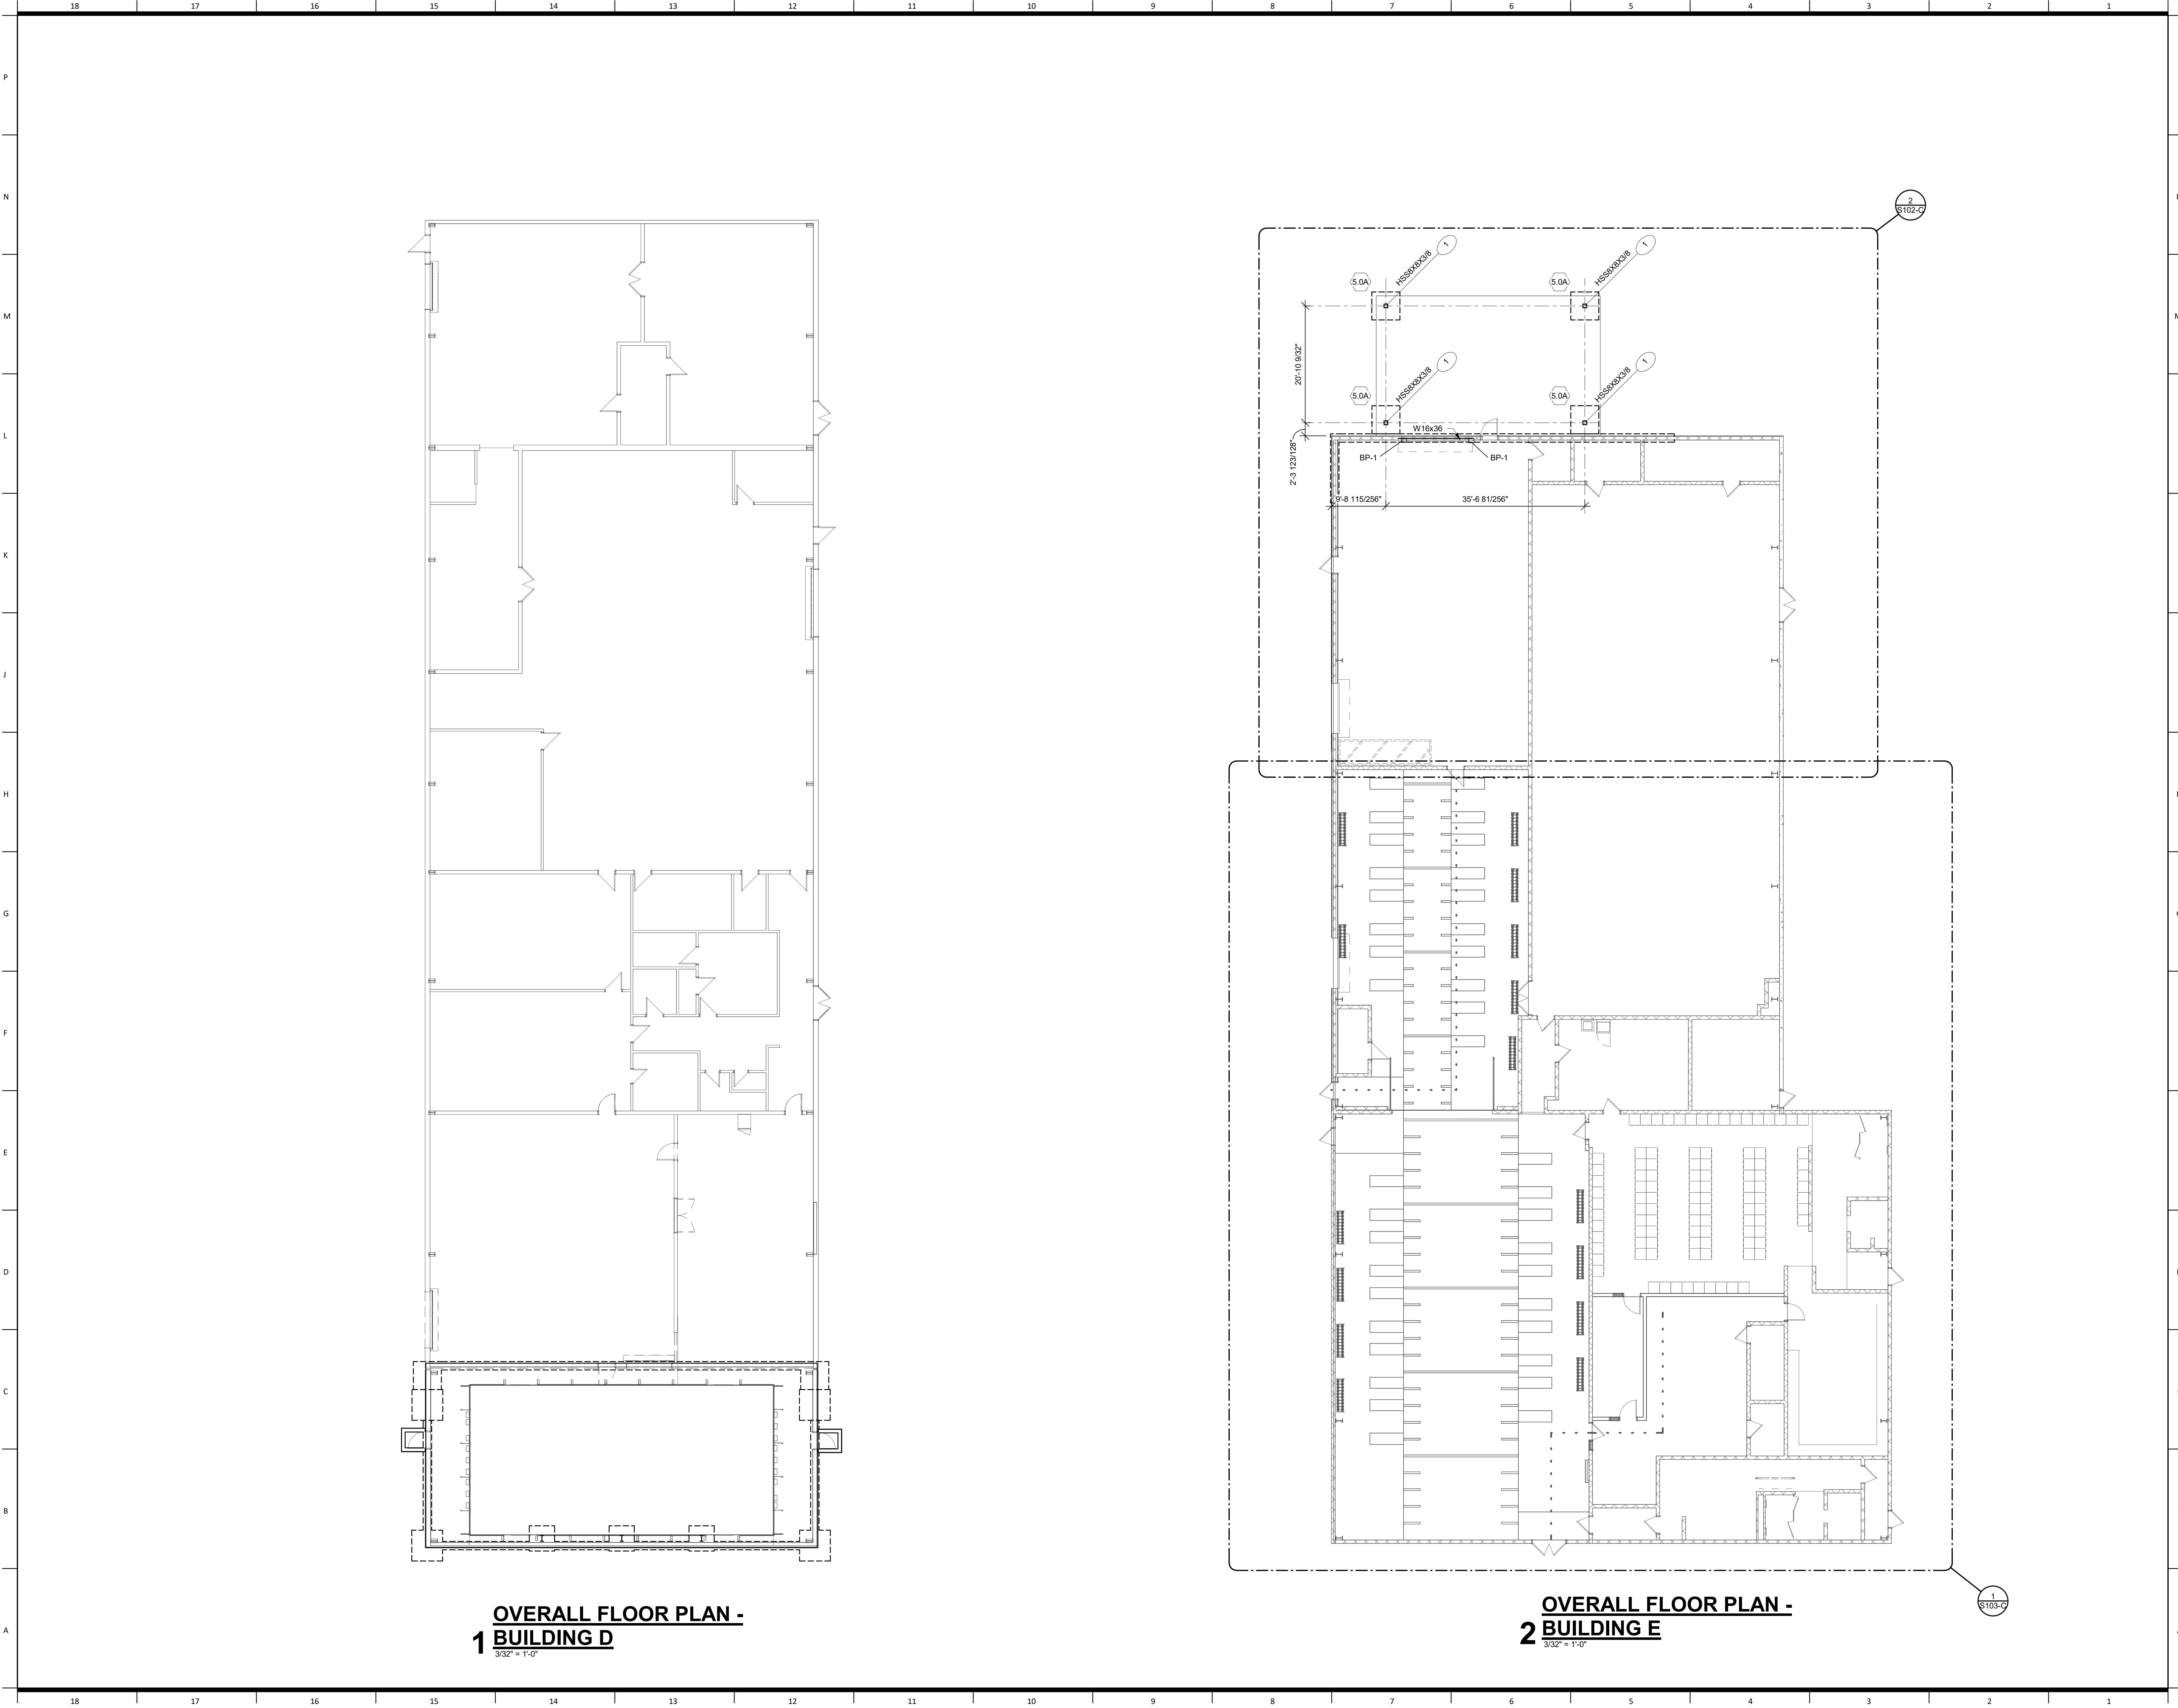 18 17 16 15 14 13 12 11 10 9 8 7 6 5 4 3 2 1
P
N
M
L
K
J
H
G
F
E
D
C
B
A
2
S102-C
1
1
HSS8X8X3/8
HSS8X8X3/8
5.0A
5.0A
20'-10 9/32"
1
1
HSS8X8X3/8
HSS8X8X3/8
5.0A
5.0A
W16x36
BP-1
BP-1
2'-3 123/128"
9'-8 115/256"
35'-6 81/256"
1
S103-C
OVERALL FLOOR PLAN -
1 BUILDING D
3/32" = 1'-0"
OVERALL FLOOR PLAN -
2 BUILDING E
3/32" = 1'-0"
18 17 16 15 14 13 12 11 10 9 8 7 6 5 4 3 2 1